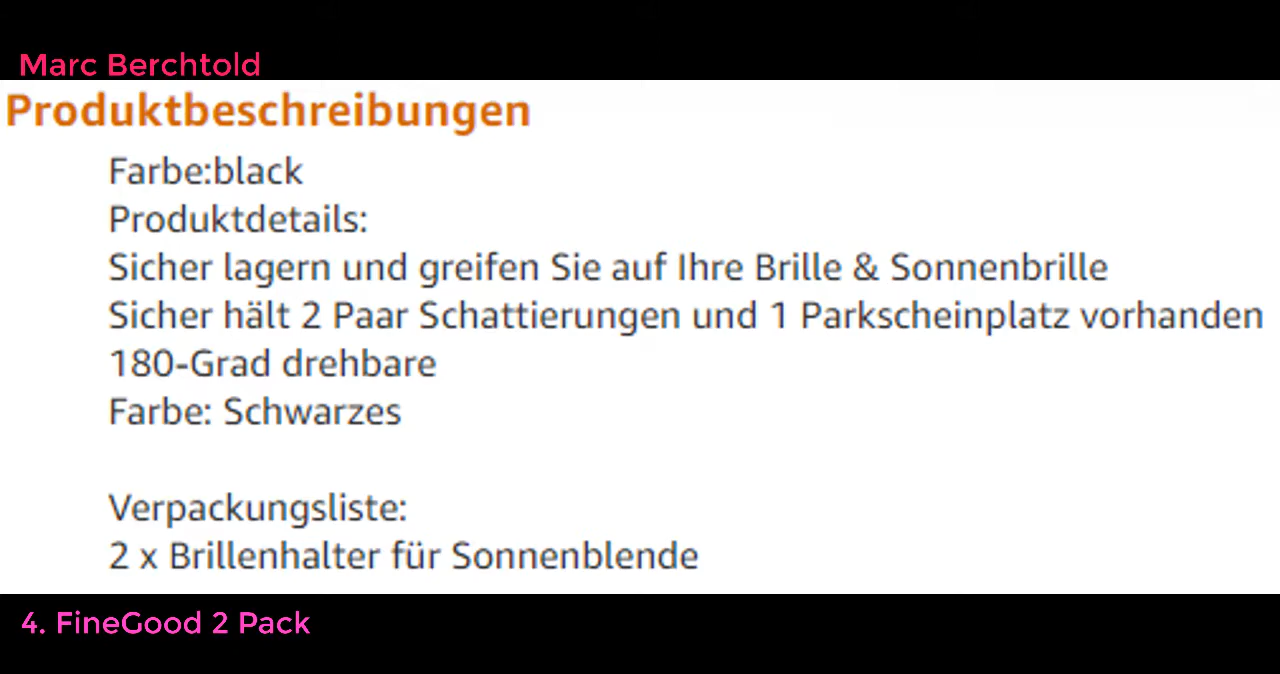 Marc Berchtold
Produktbeschreibungen
Farbe:black
Produktdetails:
Sicher lagern und greifen Sie auf Ihre Brille & Sonnenbrille
Sicher hält 2 Paar Schattierungen und 1 Parkscheinplatz vorhanden
180-Grad drehbare
Farbe: Schwarzes
Verpackungsliste:
2 x Brillenhalter für Sonnenblende
4. FineGood 2 Pack